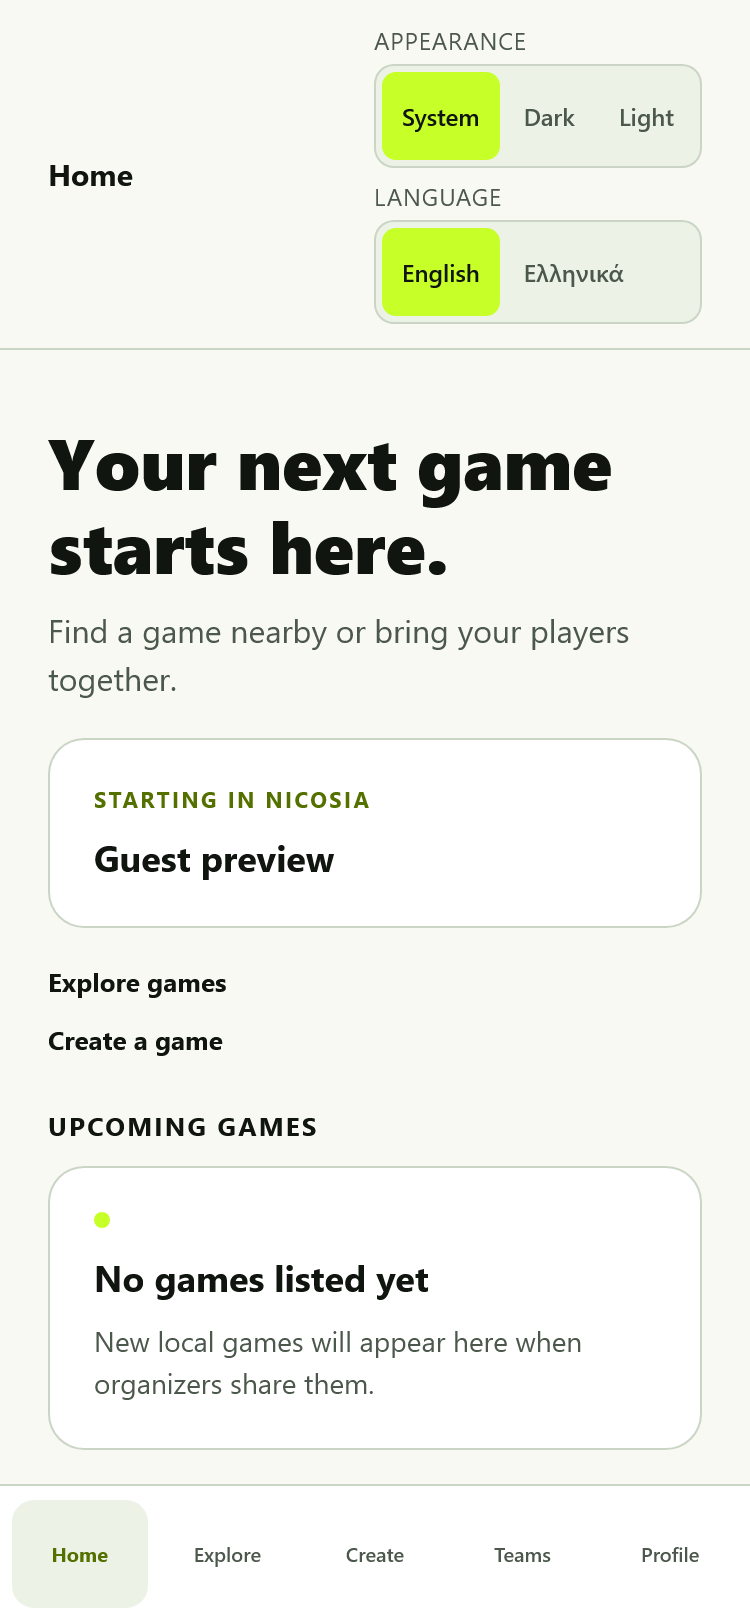 APPEARANCE
System Dark Light
Home
LANGUAGE
English Ελληνικά
Your next game
starts here.
Find a game nearby or bring your players
together.
STARTING IN NICOSIA
Guest preview
Explore games
Create a game
UPCOMING GAMES
No games listed yet
New local games will appear here when
organizers share them.
Home Explore Create Teams Profile